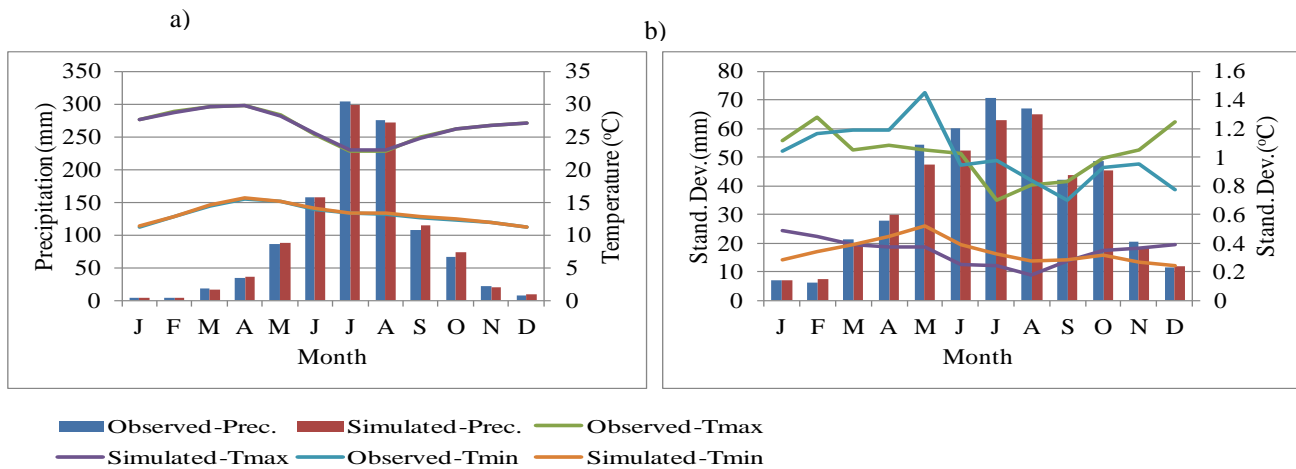 a)
b)
350
300
250
200
150
100
50
0
Precipitation (mm)
35
30
25
20
15
10
5
0
Temperature (°C)
J F M A M J J A S O N D
Month
80
70
60
50
40
30
20
10
0
Stand. Dev. (mm)
1.6
1.4
1.2
1
0.8
0.6
0.4
0.2
0
Stand. Dev. (°C)
J F M A M J J A S O N D
Month
Observed-Prec. Simulated-Prec. Observed-Tmax
Simulated-Tmax Observed-Tmin Simulated-Tmin